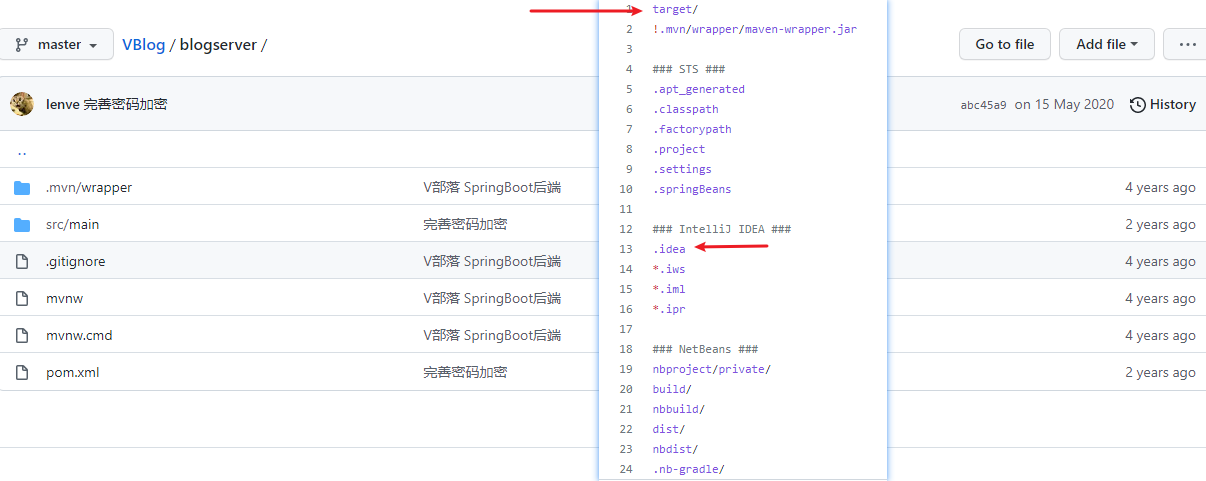 master
VBlog / blogserver /
Go to file
Add file
...
lenve 完善密码加密
abc45a9 on 15 May 2020
History
..
.mvn/wrapper
V部落 SpringBoot后端
4 years ago
src/main
完善密码加密
2 years ago
.gitignore
V部落 SpringBoot后端
4 years ago
mvnw
V部落 SpringBoot后端
4 years ago
mvnw.cmd
V部落 SpringBoot后端
4 years ago
pom.xml
完善密码加密
2 years ago
1 target/
2 !.mvn/wrapper/maven-wrapper.jar
3
4 ### STS ###
5 .apt_generated
6 .classpath
7 .factorypath
8 .project
9 .settings
10 .springBeans
11
12 ### IntelliJ IDEA ###
13 .idea
14 *.iws
15 *.iml
16 *.ipr
17
18 ### NetBeans ###
19 nbproject/private/
20 build/
21 nbbuild/
22 dist/
23 nbdist/
24 .nb-gradle/